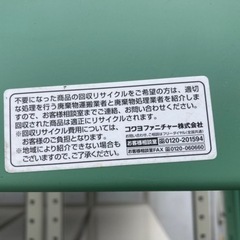 不要になった商品の回収リサイクルをご希望の方は、適切
な処理を行う廃棄物運搬業者と廃棄物処理業者を紹介しま
すので、お客様相談室までご連絡ください。回収リサイクル
された商品は適正にリサイクルされます。
※回収リサイクル費用については、
お客様のご負担となります。
※地域により紹介できない場合も
ございますので、ご了承ください。
コクヨファニチャー株式会社
お客様相談室 0120-201594
お客様相談室FAX 0120-060660